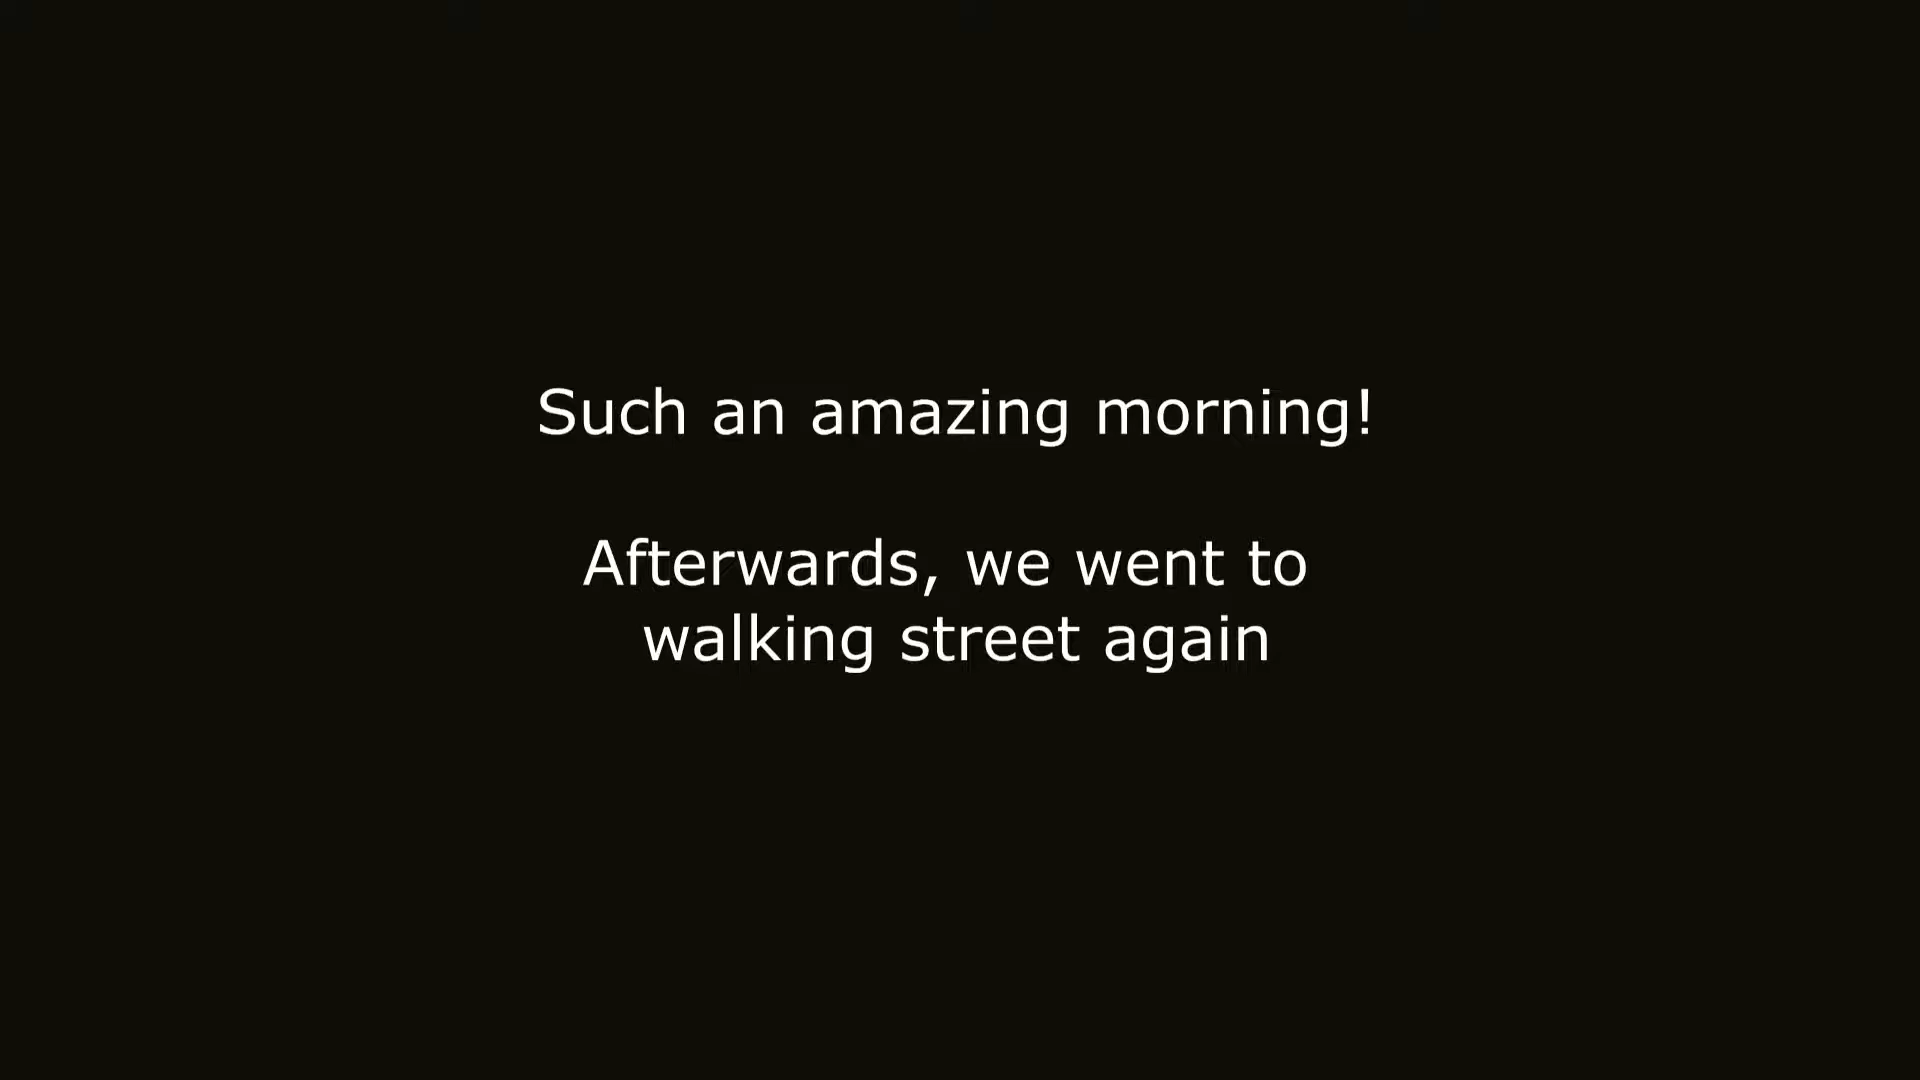 Such an amazing morning!
Afterwards, we went to
walking street again